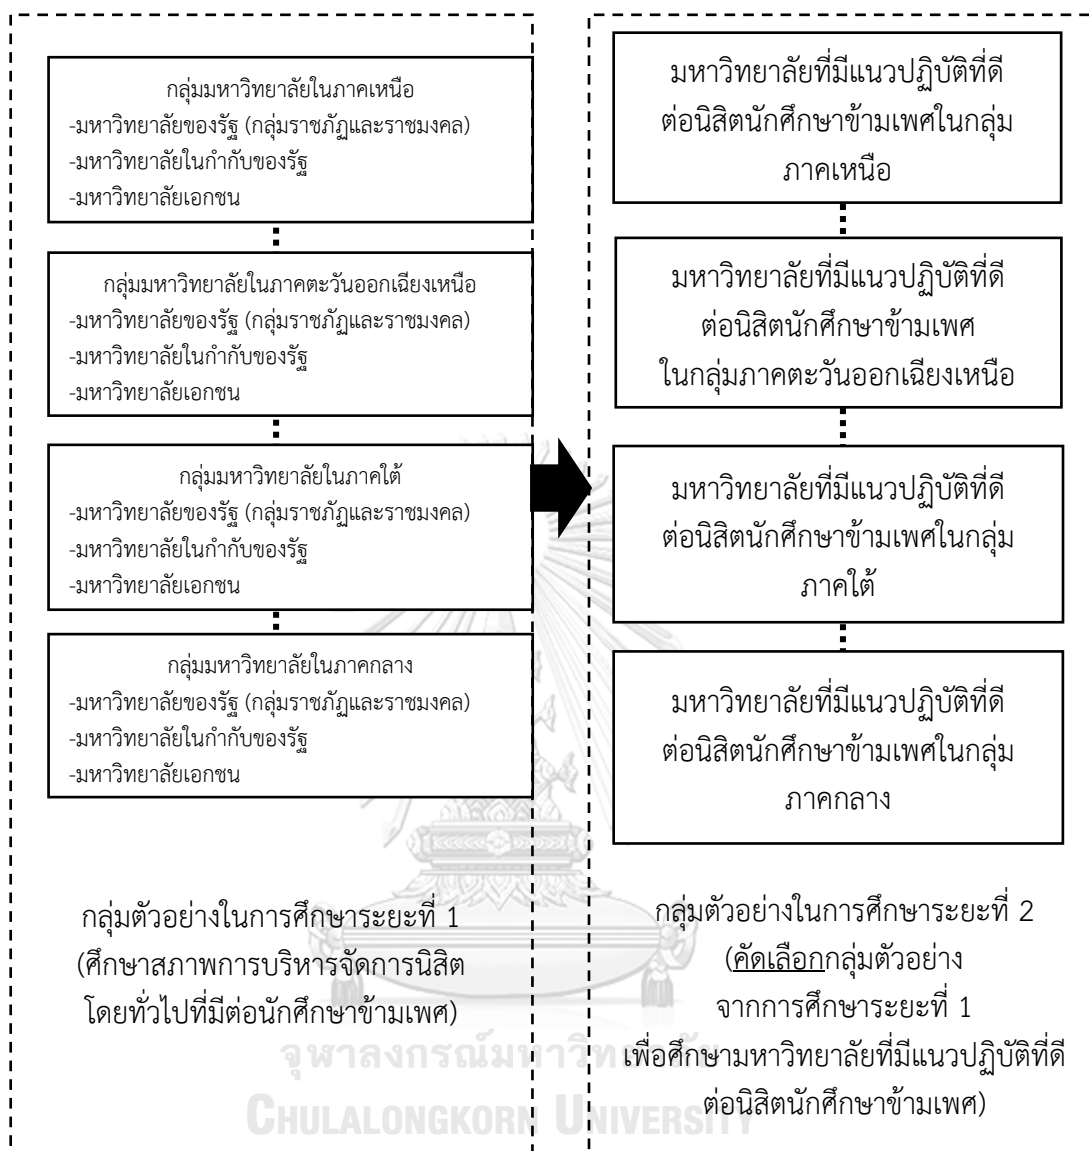 กลุ่มมหาวิทยาลัยในภาคเหนือ
-มหาวิทยาลัยของรัฐ (กลุ่มราชภัฏและราชมงคล)
-มหาวิทยาลัยในกำกับของรัฐ
-มหาวิทยาลัยเอกชน
กลุ่มมหาวิทยาลัยในภาคตะวันออกเฉียงเหนือ
-มหาวิทยาลัยของรัฐ (กลุ่มราชภัฏและราชมงคล)
-มหาวิทยาลัยในกำกับของรัฐ
-มหาวิทยาลัยเอกชน
กลุ่มมหาวิทยาลัยในภาคใต้
-มหาวิทยาลัยของรัฐ (กลุ่มราชภัฏและราชมงคล)
-มหาวิทยาลัยในกำกับของรัฐ
-มหาวิทยาลัยเอกชน
กลุ่มมหาวิทยาลัยในภาคกลาง
-มหาวิทยาลัยของรัฐ (กลุ่มราชภัฏและราชมงคล)
-มหาวิทยาลัยในกำกับของรัฐ
-มหาวิทยาลัยเอกชน
กลุ่มตัวอย่างในการศึกษาระยะที่ 1
(ศึกษาสภาพการบริหารจัดการนิสิต
โดยทั่วไปที่มีต่อนักศึกษาข้ามเพศ)
มหาวิทยาลัยที่มีแนวปฏิบัติที่ดี
ต่อนิสิตนักศึกษาข้ามเพศในกลุ่ม
ภาคเหนือ
มหาวิทยาลัยที่มีแนวปฏิบัติที่ดี
ต่อนิสิตนักศึกษาข้ามเพศ
ในกลุ่มภาคตะวันออกเฉียงเหนือ
มหาวิทยาลัยที่มีแนวปฏิบัติที่ดี
ต่อนิสิตนักศึกษาข้ามเพศในกลุ่ม
ภาคใต้
มหาวิทยาลัยที่มีแนวปฏิบัติที่ดี
ต่อนิสิตนักศึกษาข้ามเพศในกลุ่ม
ภาคกลาง
กลุ่มตัวอย่างในการศึกษาระยะที่ 2
(คัดเลือกกลุ่มตัวอย่าง
จากการศึกษาระยะที่ 1
เพื่อศึกษามหาวิทยาลัยที่มีแนวปฏิบัติที่ดี
ต่อนิสิตนักศึกษาข้ามเพศ)
จุฬาลงกรณ์มหาวิทยาลัย
CHULALONGKORN UNIVERSITY